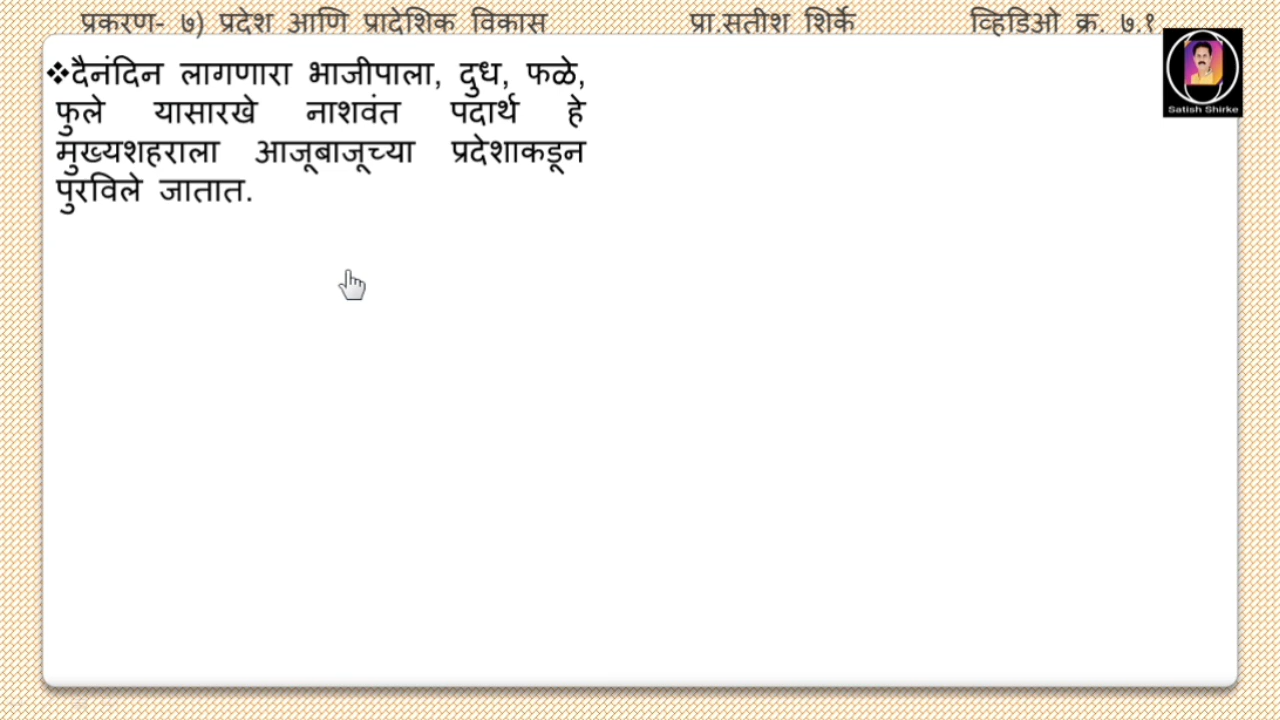 प्रकरण- ७) प्रदेश आणि प्रादेशिक विकास प्रा.सतीश शिर्के व्हिडिओ क्र. ७.१
Satish Shirke
❖दैनंदिन लागणारा भाजीपाला, दुध, फळे,
फुले यासारखे नाशवंत पदार्थ हे
मुख्यशहराला आजूबाजूच्या प्रदेशाकडून
पुरविले जातात.